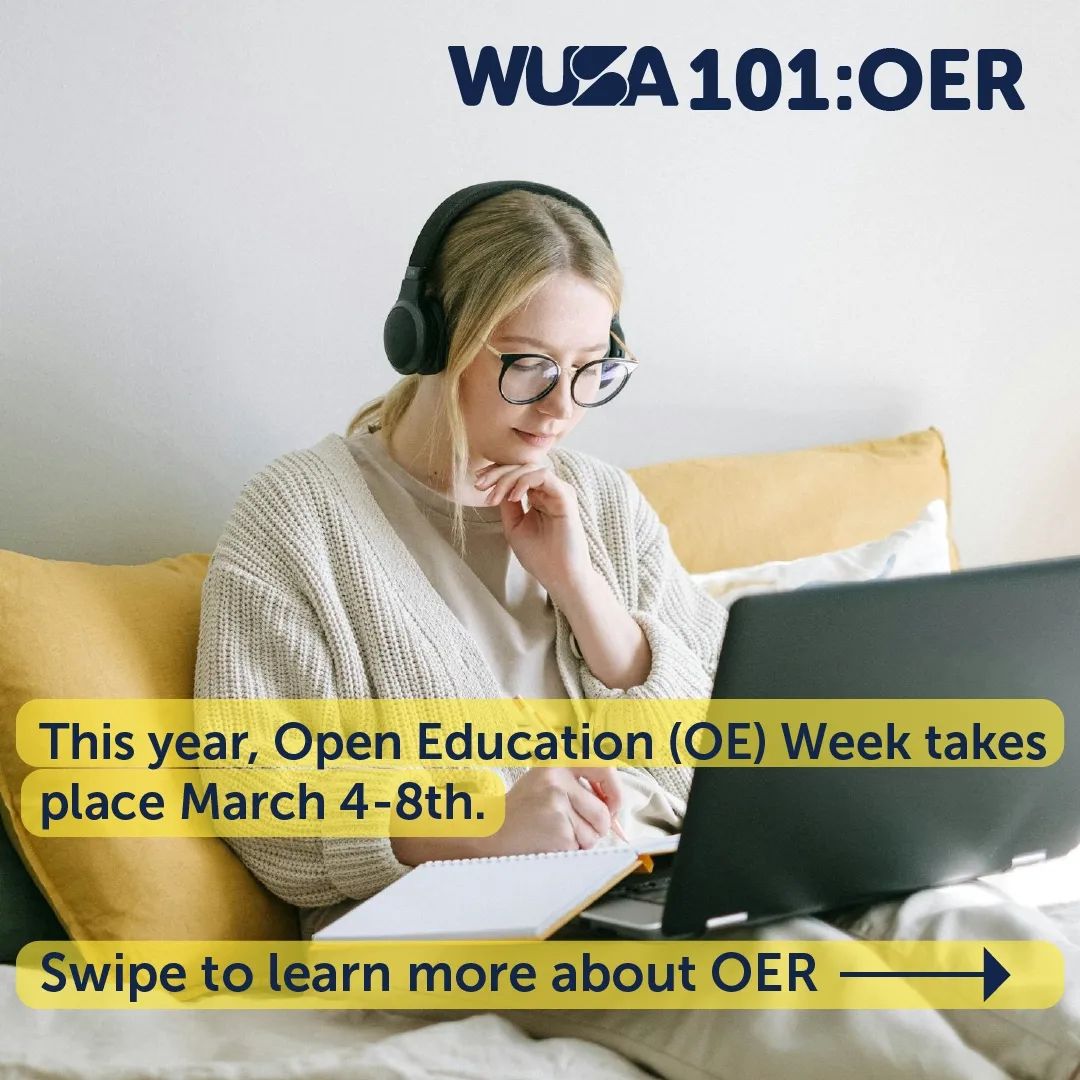 WUSA 101:OER
This year, Open Education (OE) Week takes
place March 4-8th.
Swipe to learn more about OER